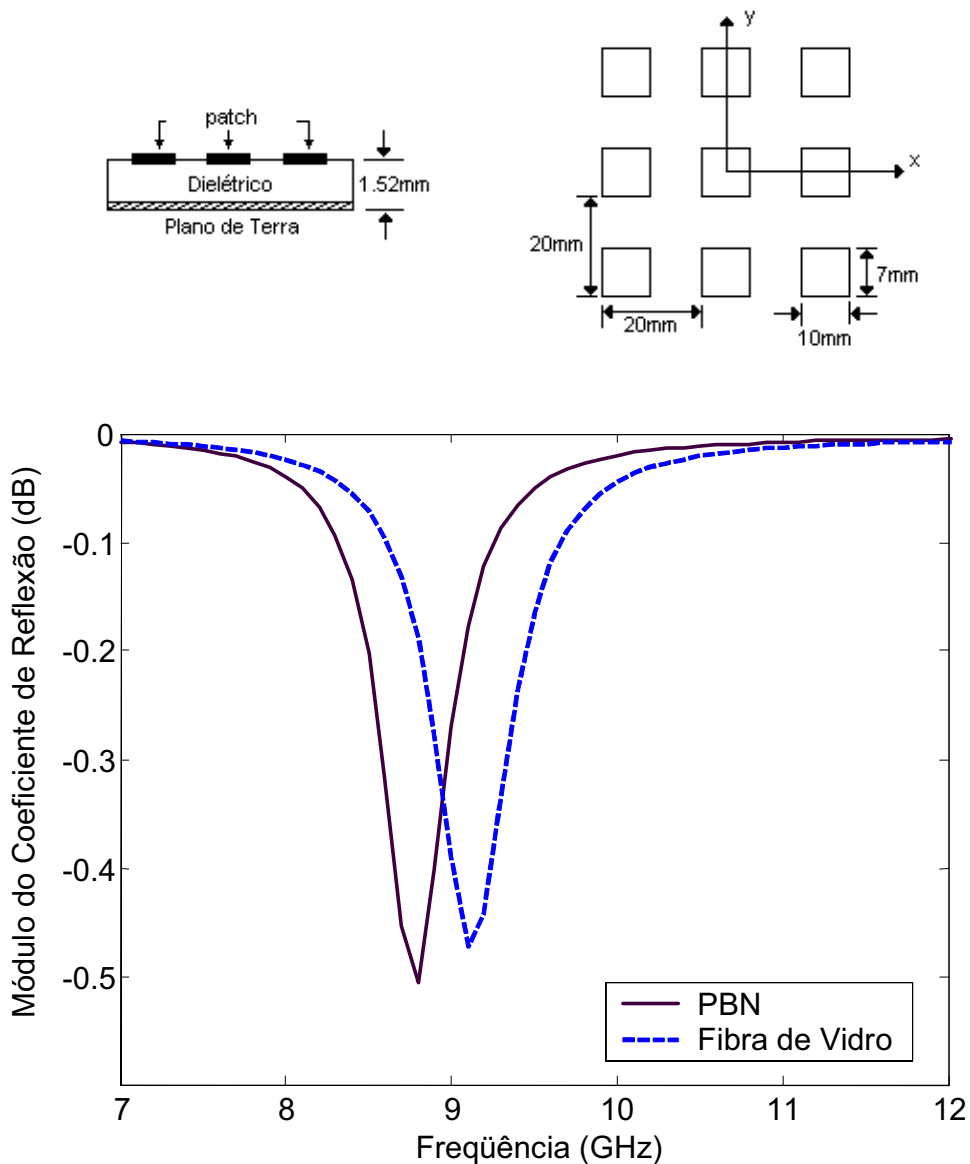 patch
Dielétrico
1.52mm
Plano de Terra
y
x
20mm
20mm
7mm
10mm
0
-0.1
-0.2
-0.3
-0.4
-0.5
Módulo do Coeficiente de Reflexão (dB)
PBN
Fibra de Vidro
7
8
9
10
11
12
Freqüência (GHz)